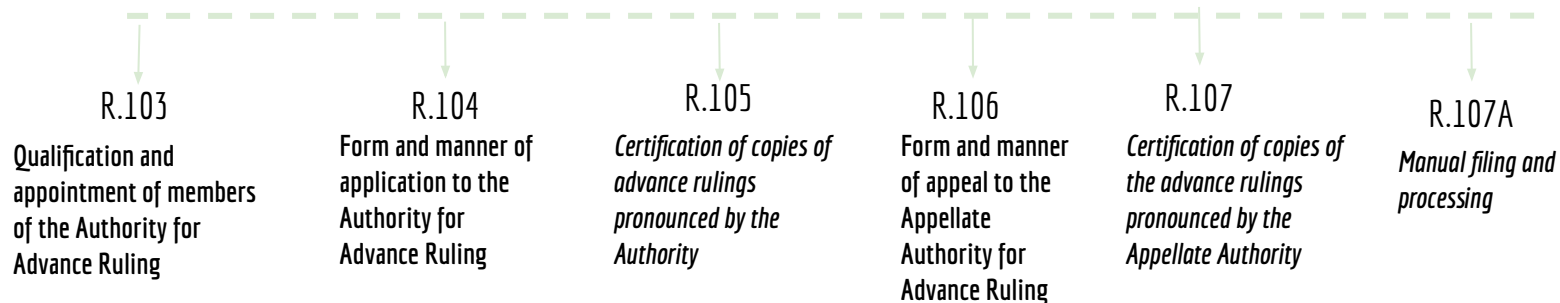 R.103
Qualification and
appointment of members
of the Authority for
Advance Ruling
R.104
Form and manner of
application to the
Authority for
Advance Ruling
R.105
Certification of copies of
advance rulings
pronounced by the
Authority
R.106
Form and manner
of appeal to the
Appellate
Authority for
Advance Ruling
R.107
Certification of copies of
the advance rulings
pronounced by the
Appellate Authority
R.107A
Manual filing and
processing